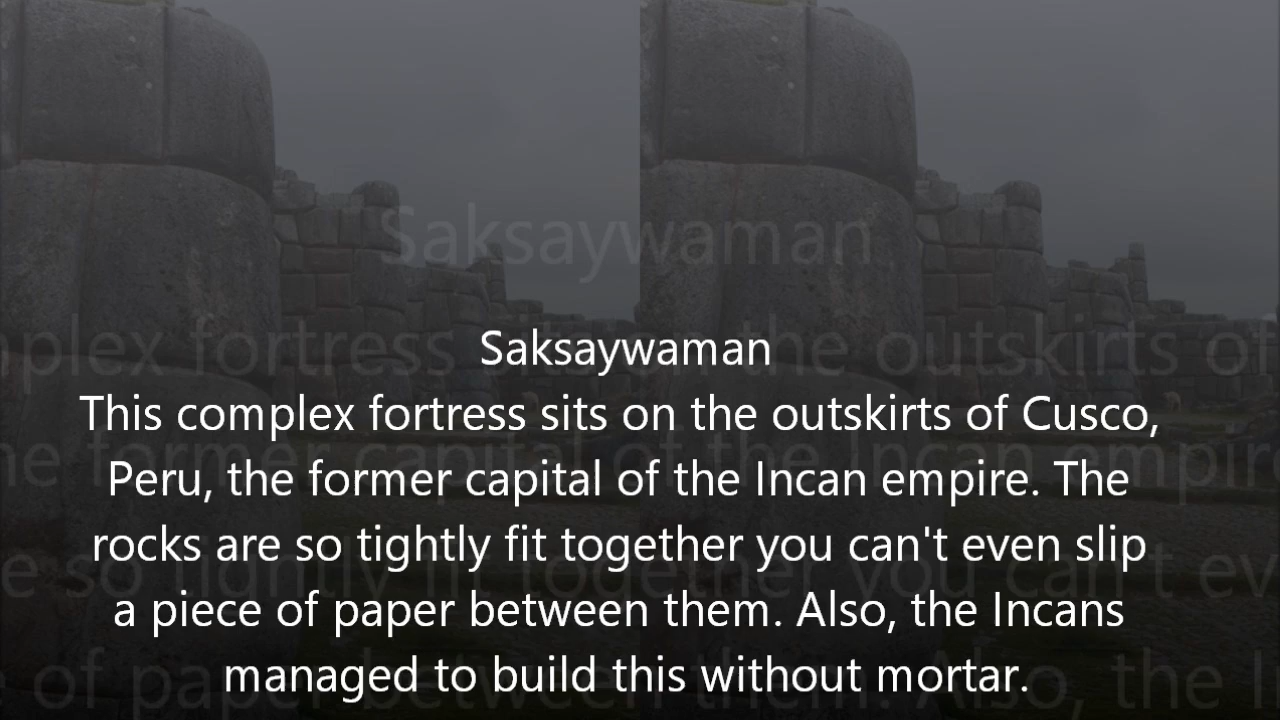 Saksaywaman
This complex fortress sits on the outskirts of Cusco,
Peru, the former capital of the Incan empire. The
rocks are so tightly fit together you can't even slip
a piece of paper between them. Also, the Incans
managed to build this without mortar.